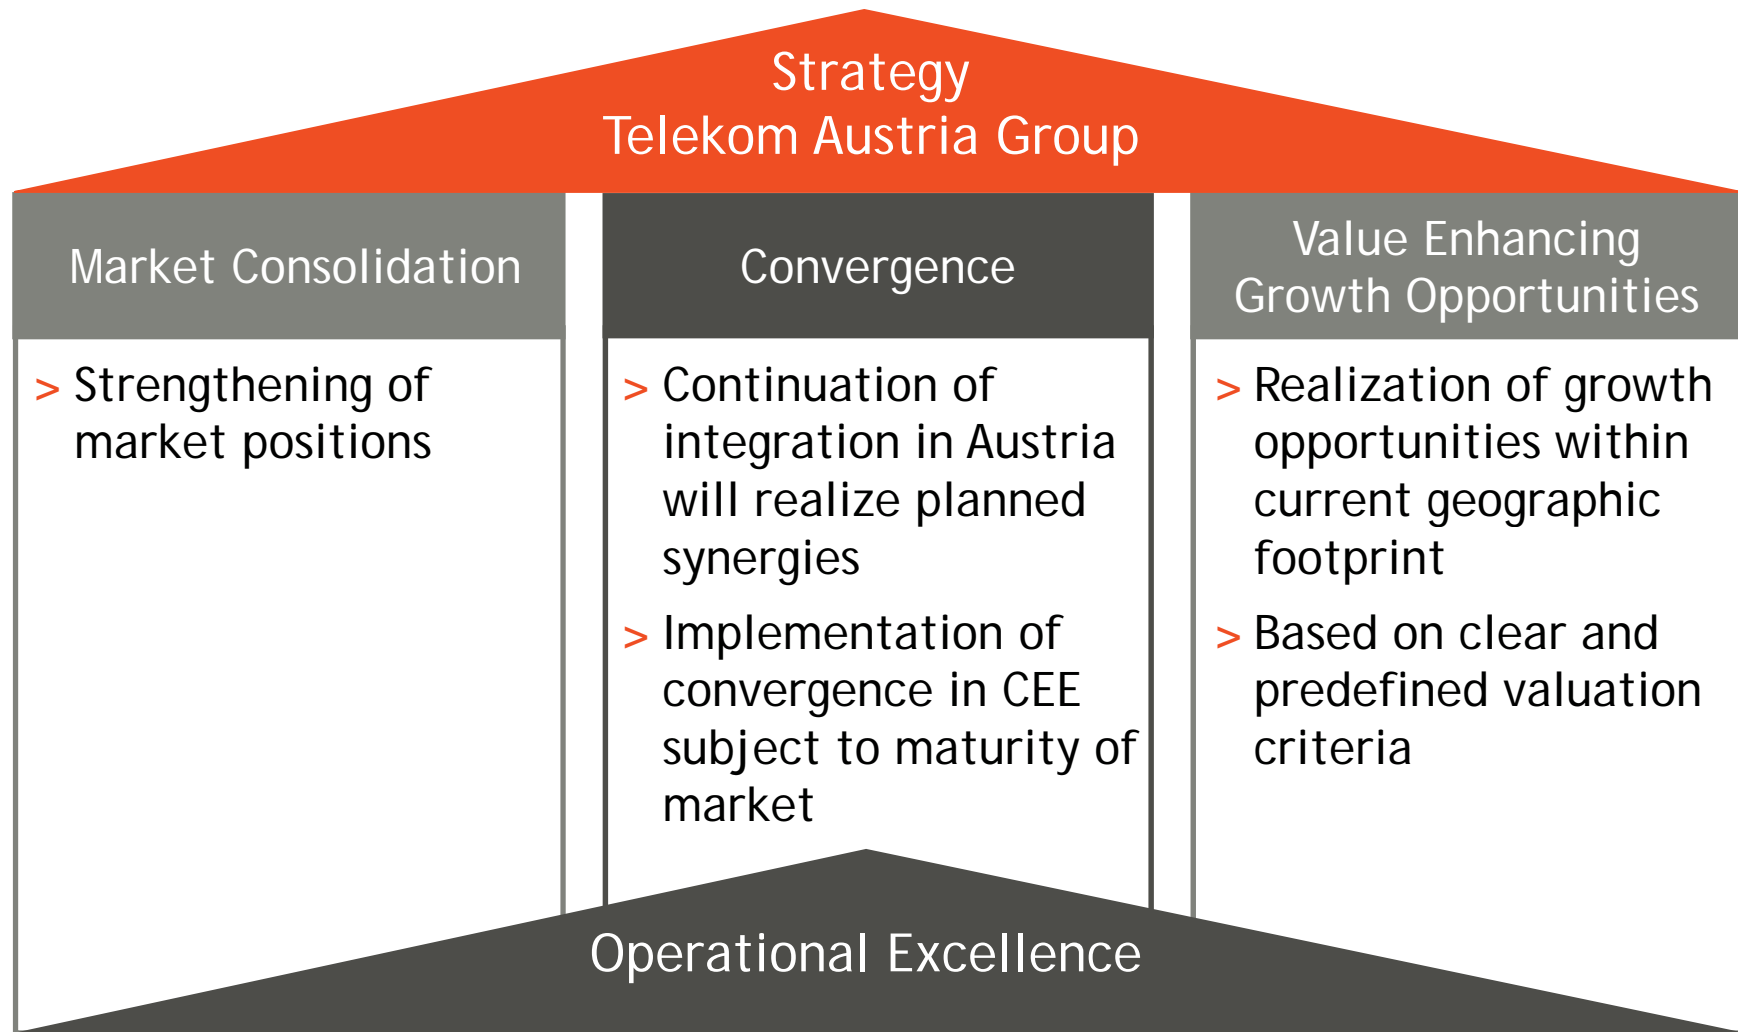 Strategy
Telekom Austria Group
Market Consolidation
> Strengthening of
market positions
Convergence
> Continuation of
integration in Austria
will realize planned
synergies
> Implementation of
convergence in CEE
subject to maturity of
market
Value Enhancing
Growth Opportunities
> Realization of growth
opportunities within
current geographic
footprint
> Based on clear and
predefined valuation
criteria
Operational Excellence